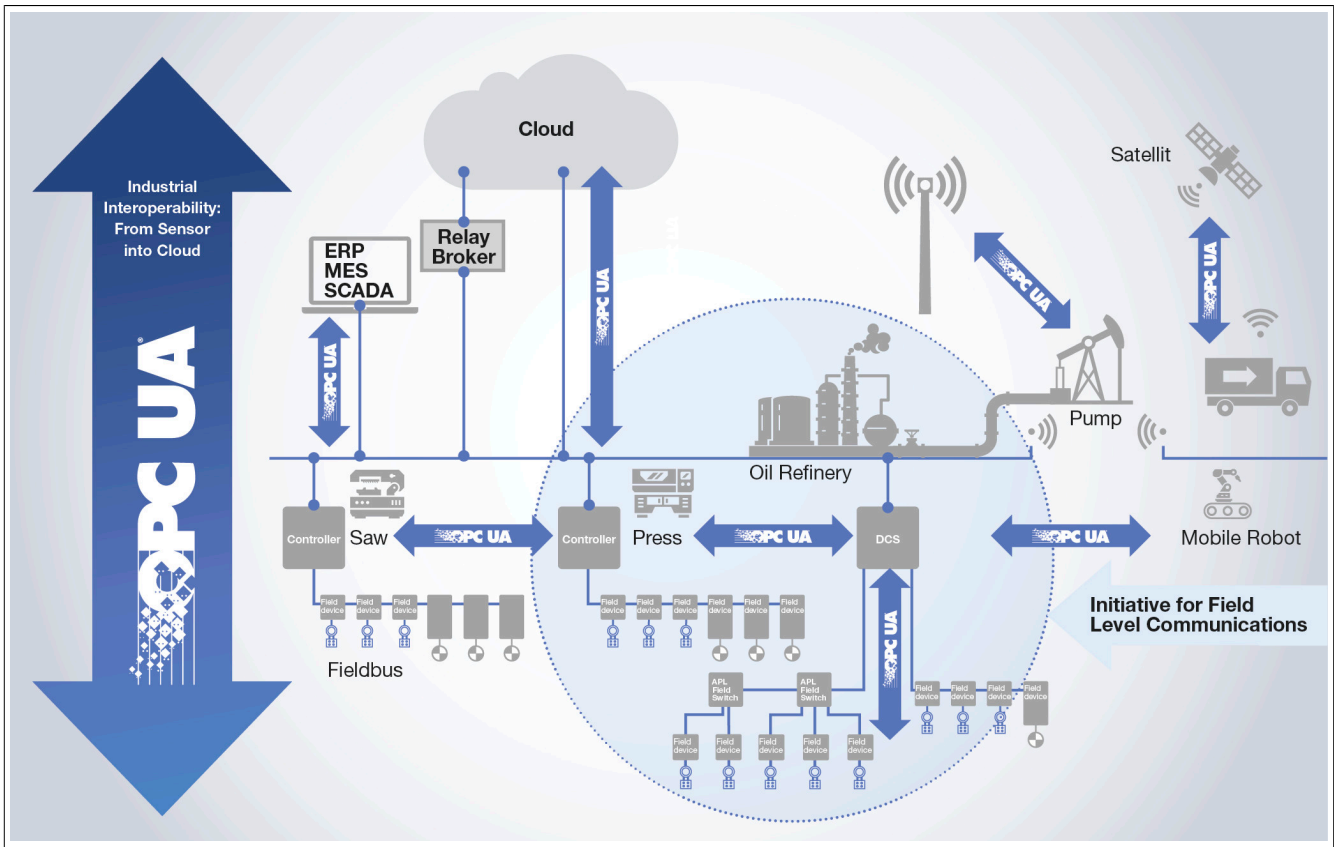 Industrial
Interoperability:
From Sensor
into Cloud
OPC UA
Cloud
Relay
Broker
ERP
MES
SCADA
OPC UA
OPC UA
OPC UA
Satellit
OPC UA
Pump
Oil Refinery
Controller
Saw
OPC UA
Controller
Press
OPC UA
DCS
OPC UA
Mobile Robot
Initiative for Field
Level Communications
Field
device
Field
device
Field
device
Fieldbus
Field
device
Field
device
Field
device
Field
device
Field
device
Field
device
OPC UA
APL
Field
Switch
APL
Field
Switch
Field
device
Field
device
Field
device
Field
device
Field
device
Field
device
Field
device
Field
device
Field
device